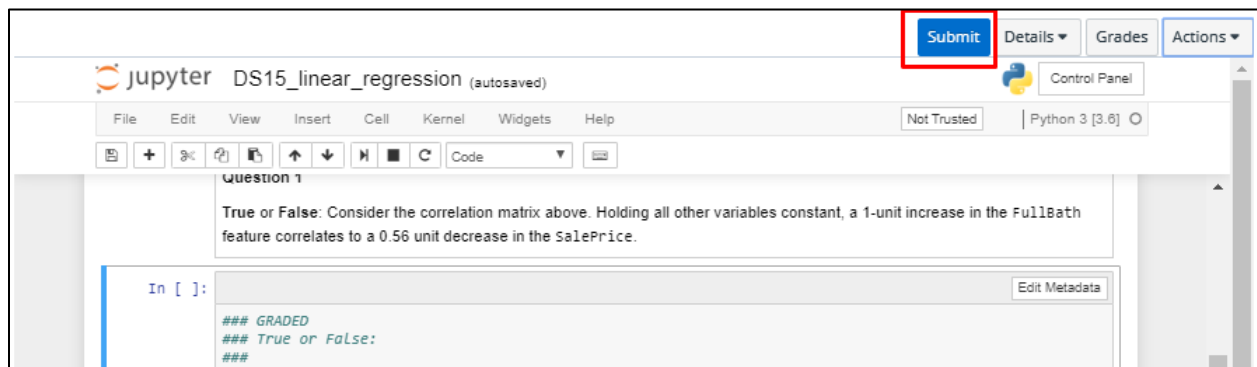 Submit Details ▾ Grades Actions ▾
jupyter DS15_linear_regression (autosaved) Control Panel
File Edit View Insert Cell Kernel Widgets Help Not Trusted Python 3 [3.6]
Code
Question 1
True or False: Consider the correlation matrix above. Holding all other variables constant, a 1-unit increase in the FullBath
feature correlates to a 0.56 unit decrease in the SalePrice.
In [ ]: Edit Metadata
### GRADED
### True or False:
###